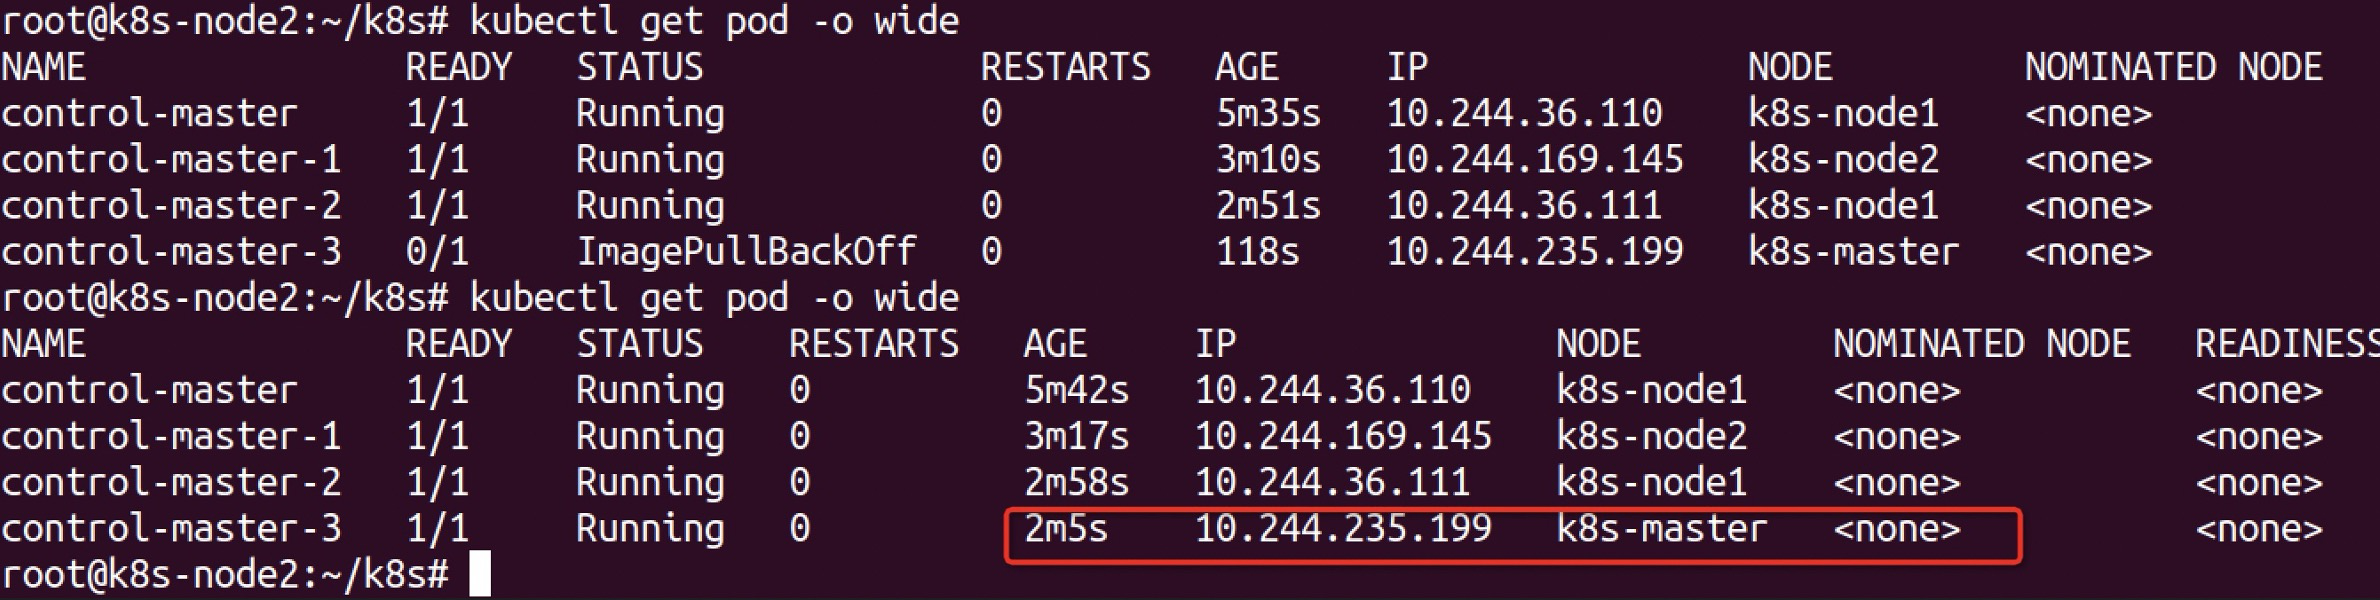 root@k8s-node2:~/k8s# kubectl get pod -o wide
NAME READY STATUS RESTARTS AGE IP NODE NOMINATED NODE
control-master 1/1 Running 0 5m35s 10.244.36.110 k8s-node1 <none>
control-master-1 1/1 Running 0 3m10s 10.244.169.145 k8s-node2 <none>
control-master-2 1/1 Running 0 2m51s 10.244.36.111 k8s-node1 <none>
control-master-3 0/1 ImagePullBackOff 0 118s 10.244.235.199 k8s-master <none>
root@k8s-node2:~/k8s# kubectl get pod -o wide
NAME READY STATUS RESTARTS AGE IP NODE NOMINATED NODE READINESS
control-master 1/1 Running 0 5m42s 10.244.36.110 k8s-node1 <none> <none>
control-master-1 1/1 Running 0 3m17s 10.244.169.145 k8s-node2 <none> <none>
control-master-2 1/1 Running 0 2m58s 10.244.36.111 k8s-node1 <none> <none>
control-master-3 1/1 Running 0 2m5s 10.244.235.199 k8s-master <none> <none>
root@k8s-node2:~/k8s#